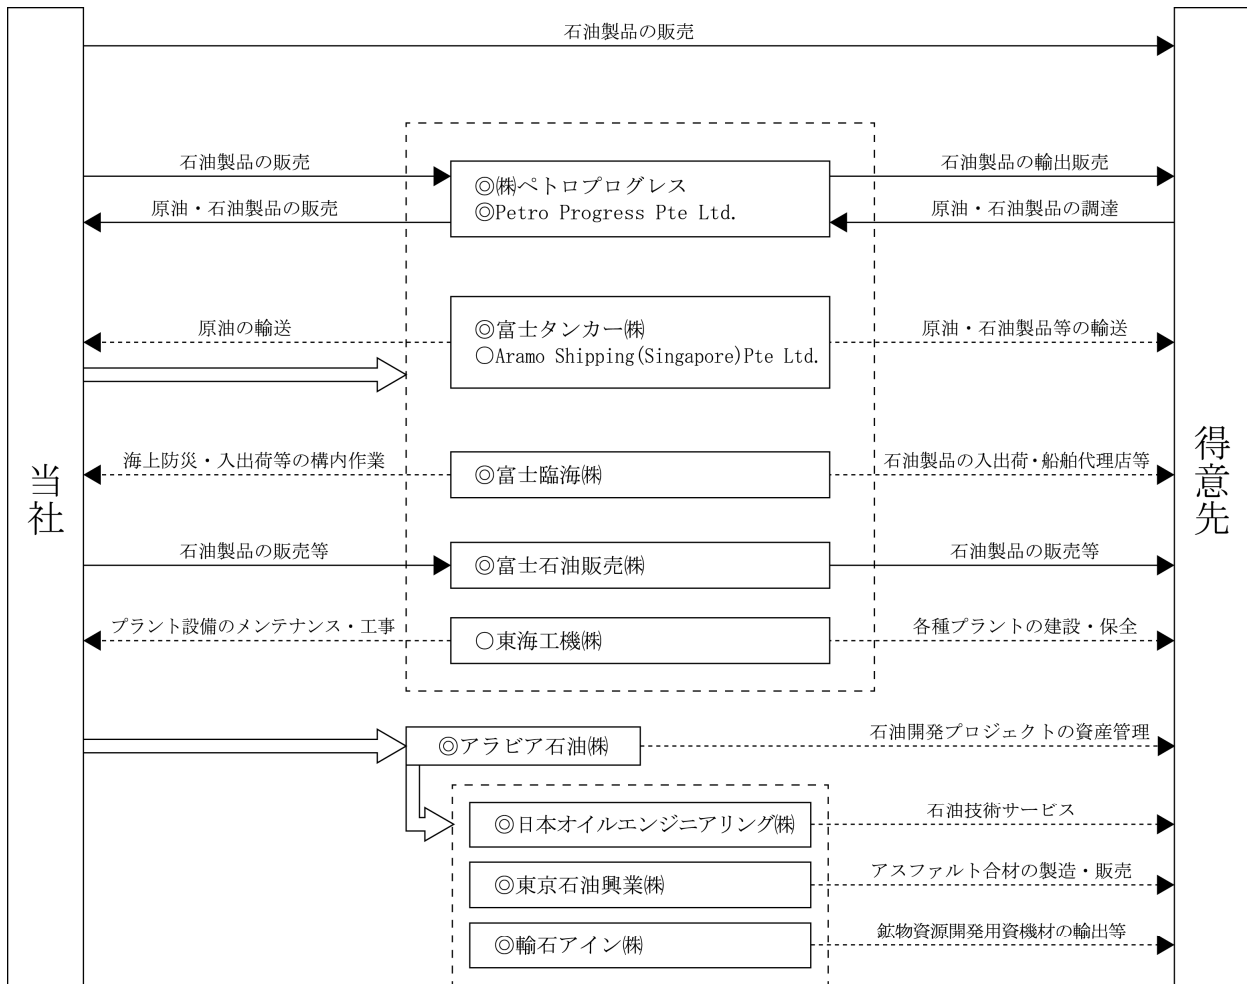 石油製品の販売
当社
得意先
石油製品の販売
石油製品の輸出販売
◎㈱ペトロプログレス
◎Petro Progress Pte Ltd.
原油・石油製品の販売
原油・石油製品の調達
原油の輸送
◎富士タンカー㈱
○Aramo Shipping(Singapore)Pte Ltd.
原油・石油製品等の輸送
海上防災・入出荷等の構内作業
◎富士臨海㈱
石油製品の入出荷・船舶代理店等
石油製品の販売等
◎富士石油販売㈱
石油製品の販売等
プラント設備のメンテナンス・工事
○東海工機㈱
各種プラントの建設・保全
◎アラビア石油㈱
石油開発プロジェクトの資産管理
◎日本オイルエンジニアリング㈱
石油技術サービス
◎東京石油興業㈱
アスファルト合材の製造・販売
◎輸石アイン㈱
鉱物資源開発用資機材の輸出等